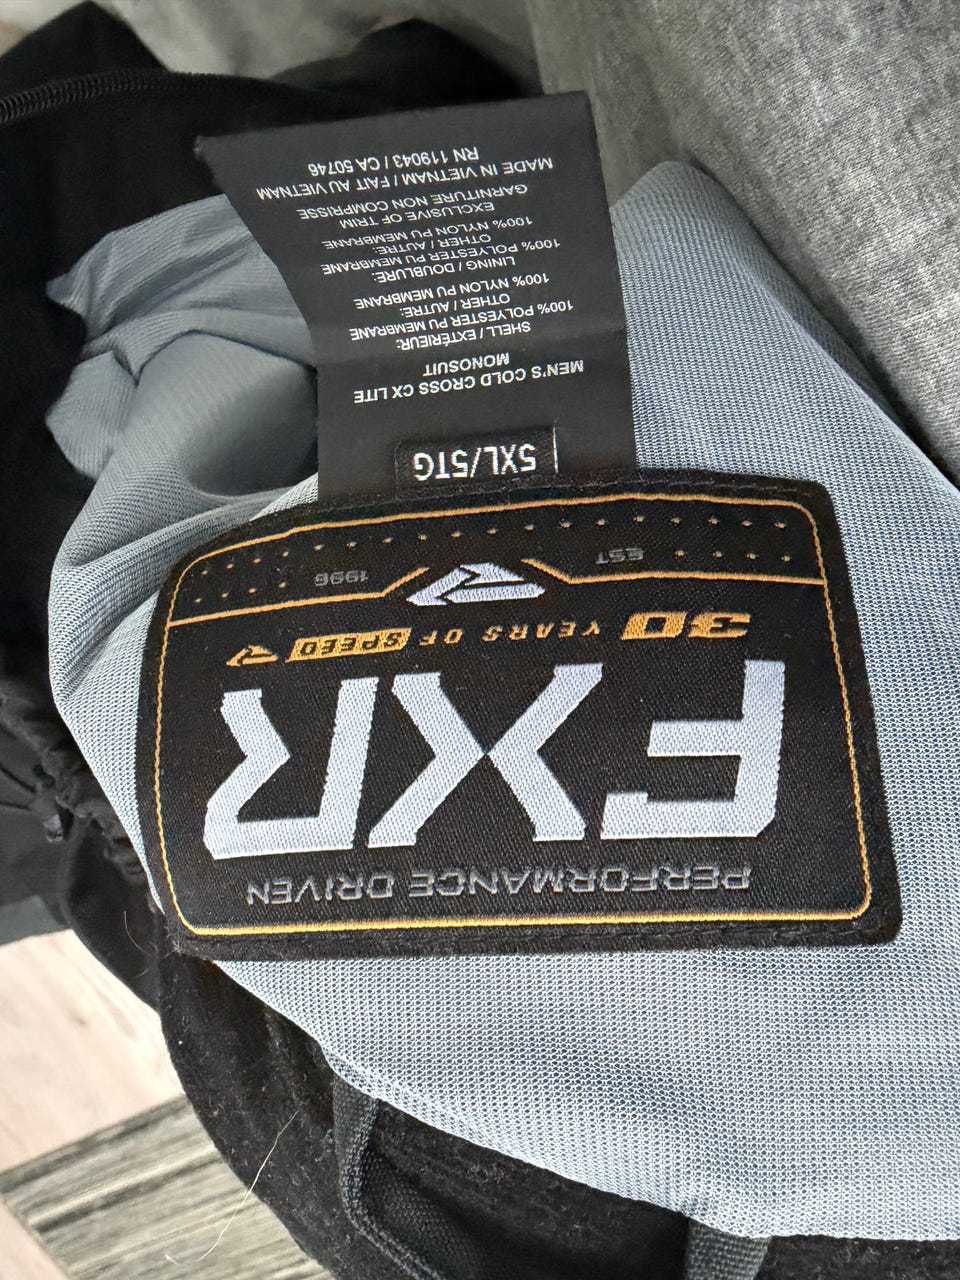 PERFORMANCE DRIVEN
FXR
30 YEARS OF SPEED
EST 1996
5XL/5TG
MEN'S COLD CROSS CX LITE
MONOSUIT
SHELL / EXTÉRIEUR:
100% POLYESTER PU MEMBRANE
OTHER / AUTRE:
100% NYLON PU MEMBRANE
LINING / DOUBLURE:
100% POLYESTER PU MEMBRANE
OTHER / AUTRE:
100% NYLON PU MEMBRANE
EXCLUSIVE OF TRIM
GARNITURE NON COMPRISE
MADE IN VIETNAM / FAIT AU VIETNAM
RN 119043 / CA 50746